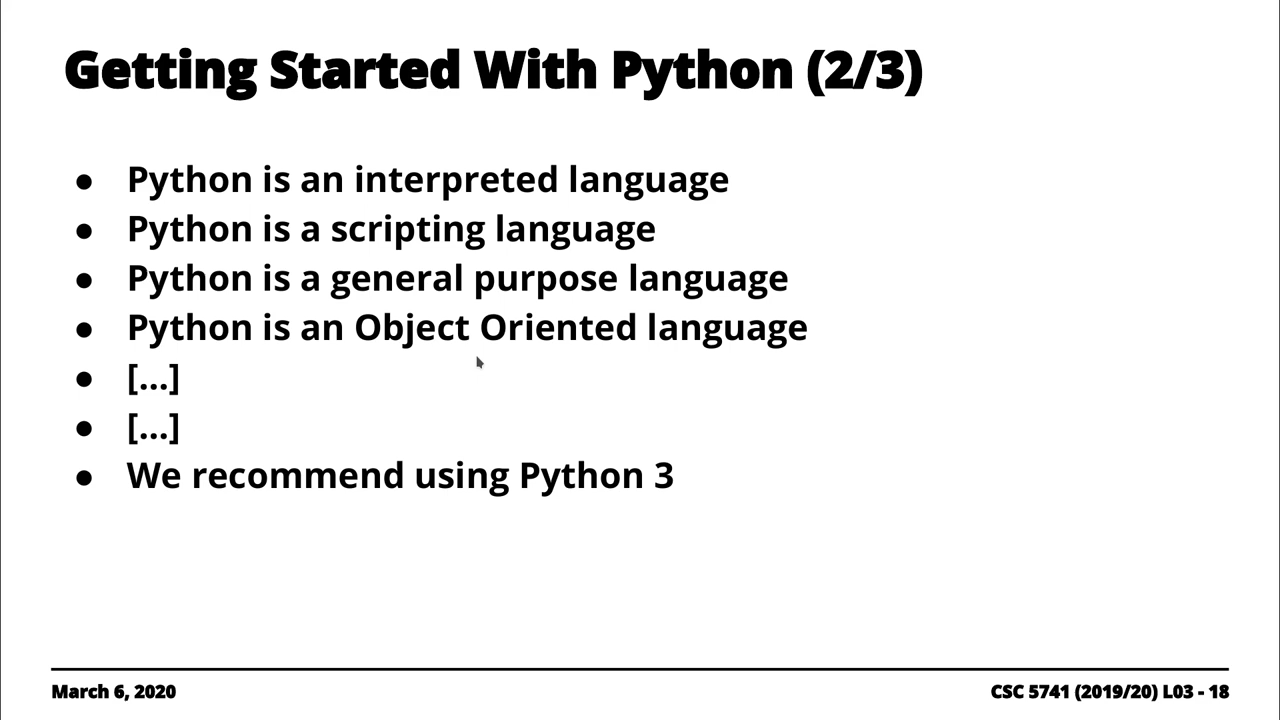 Getting Started With Python (2/3)
● Python is an interpreted language
● Python is a scripting language
● Python is a general purpose language
● Python is an Object Oriented language
● [...]
● [...]
● We recommend using Python 3
March 6, 2020
CSC 5741 (2019/20) L03 - 18